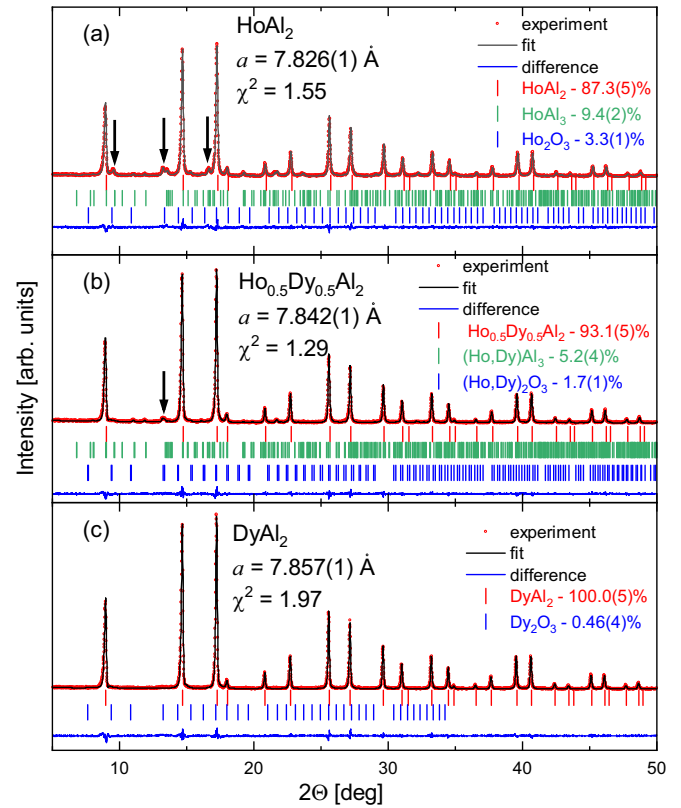 (a)
HoAl₂
a = 7.826(1) Å
χ² = 1.55
experiment
fit
difference
HoAl₂ - 87.3(5)%
HoAl₃ - 9.4(2)%
Ho₂O₃ - 3.3(1)%
(b)
Ho₀.₅Dy₀.₅Al₂
a = 7.842(1) Å
χ² = 1.29
experiment
fit
difference
Ho₀.₅Dy₀.₅Al₂ - 93.1(5)%
(Ho,Dy)Al₃ - 5.2(4)%
(Ho,Dy)₂O₃ - 1.7(1)%
(c)
DyAl₂
a = 7.857(1) Å
χ² = 1.97
experiment
fit
difference
DyAl₂ - 100.0(5)%
Dy₂O₃ - 0.46(4)%
Intensity [arb. units]
10 20 30 40 50
2Θ [deg]